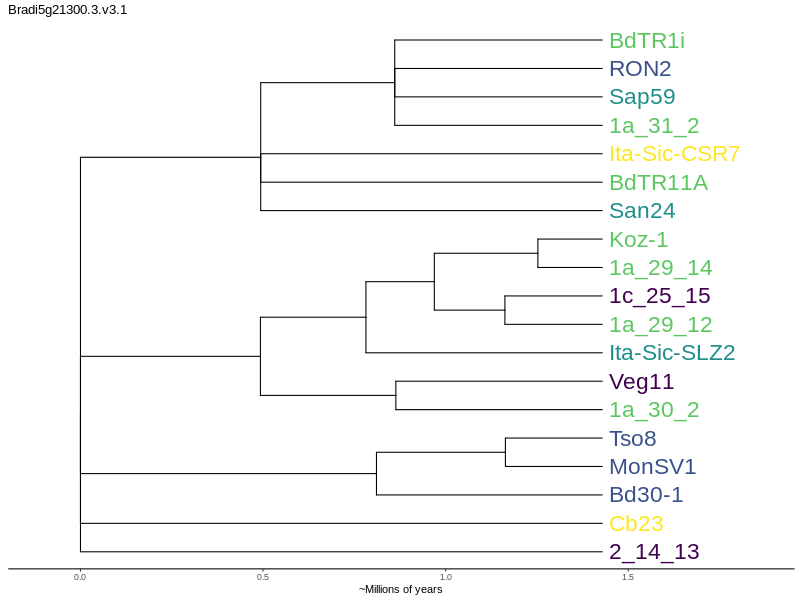 Bradi5g21300.3.v3.1
BdTR1i
RON2
Sap59
1a_31_2
Ita-Sic-CSR7
BdTR11A
San24
Koz-1
1a_29_14
1c_25_15
1a_29_12
Ita-Sic-SLZ2
Veg11
1a_30_2
Tso8
MonSV1
Bd30-1
Cb23
2_14_13
0.0 0.5 1.0 1.5
~Millions of years